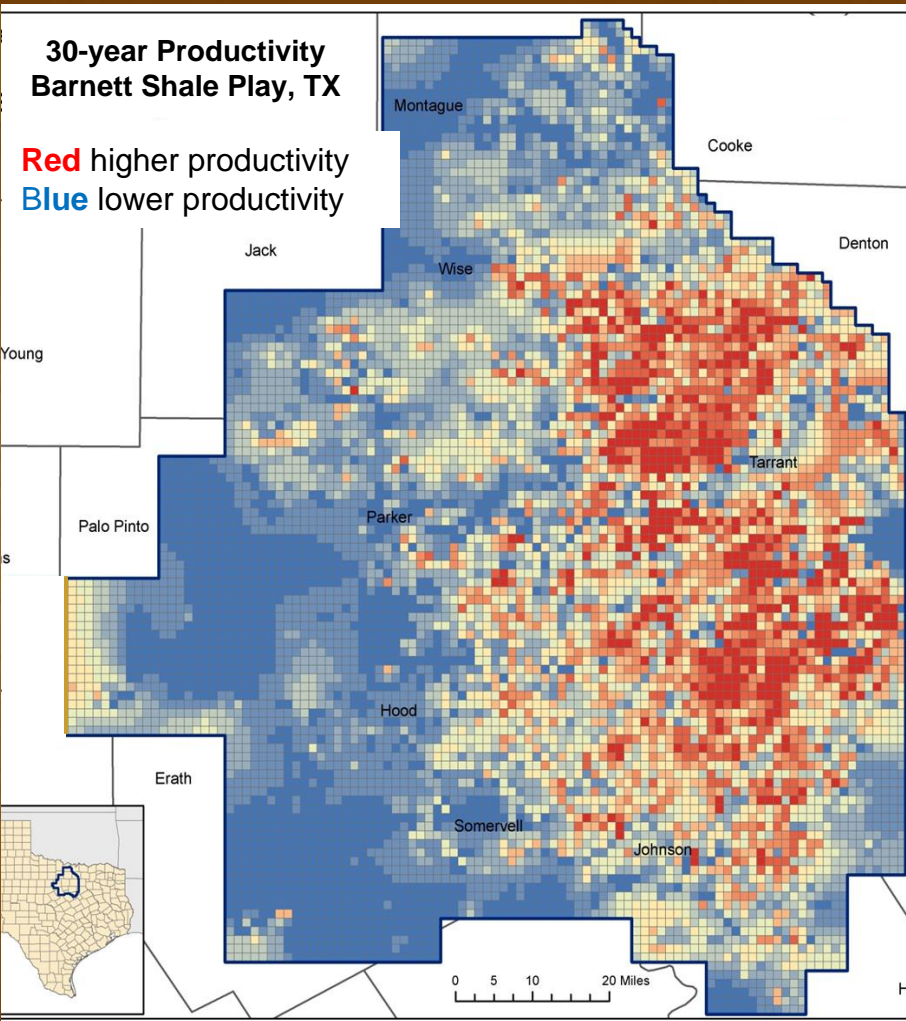 30-year Productivity
Barnett Shale Play, TX
Red higher productivity
Blue lower productivity
Montague
Cooke
Jack
Denton
Wise
Young
Tarrant
Parker
Palo Pinto
s
Hood
Erath
Somervell
Johnson
0 5 10 20 Miles
H